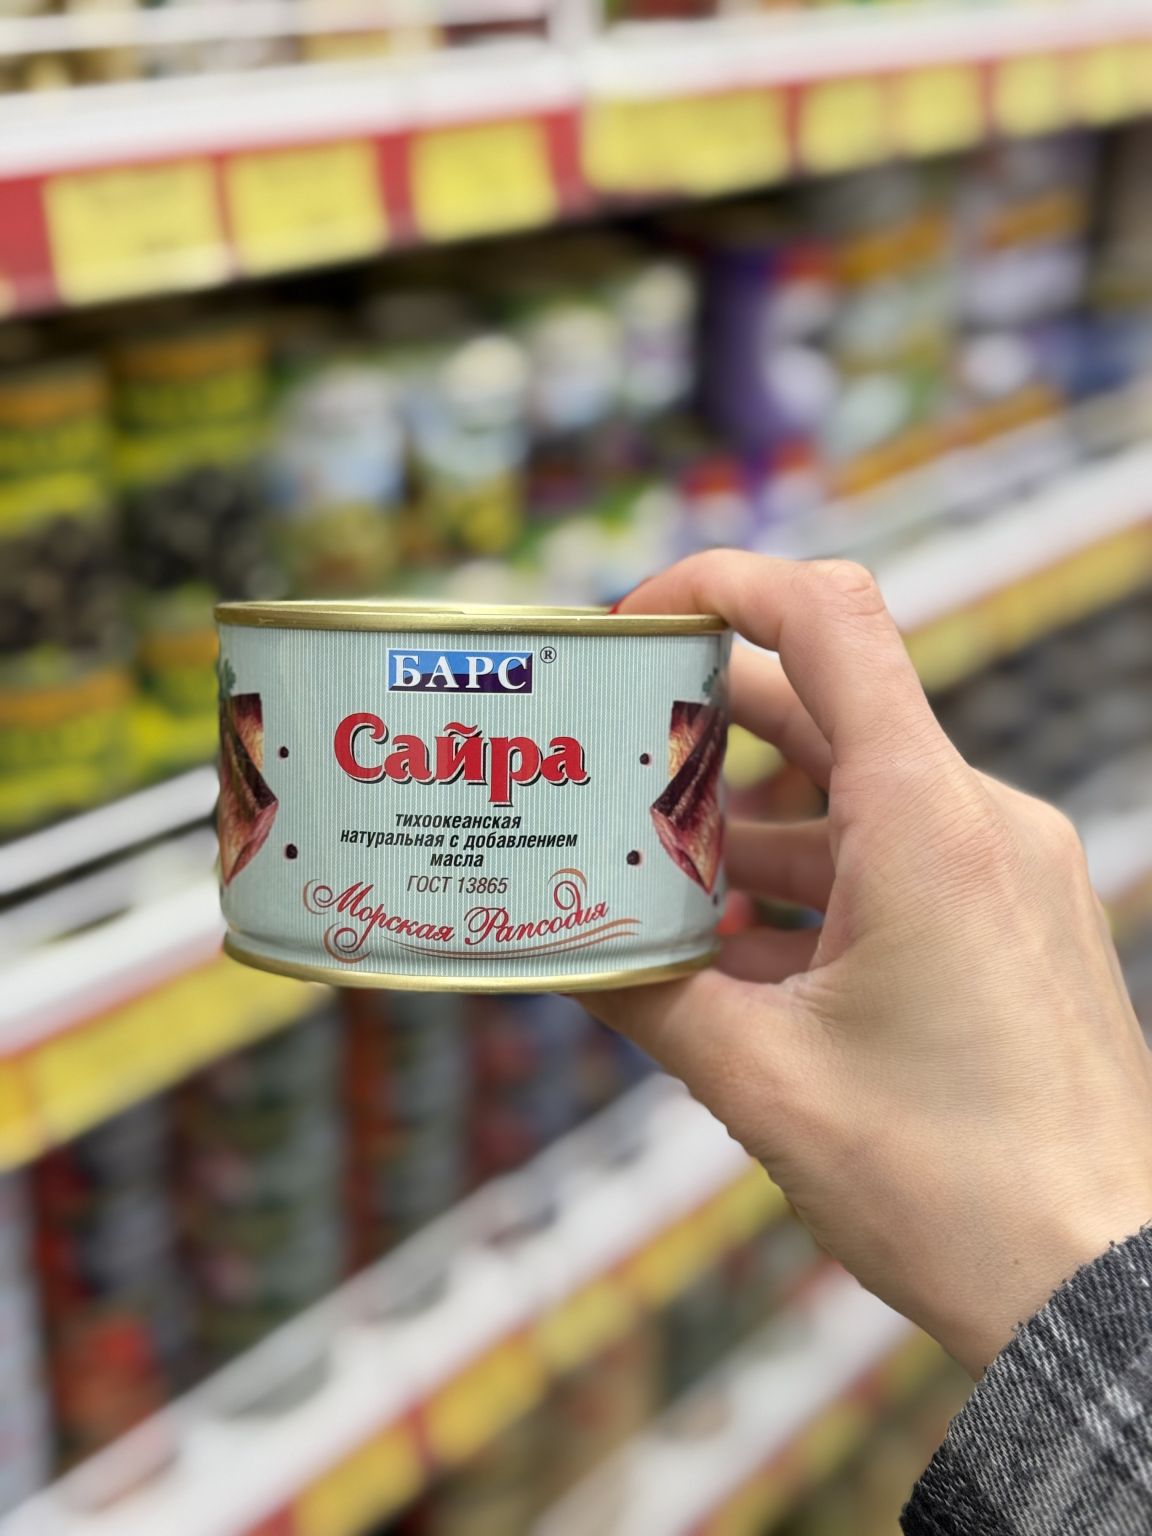 БАРС®
Сайра
тихоокеанская
натуральная с добавлением
масла
ГОСТ 13865
Морская Рапсодия